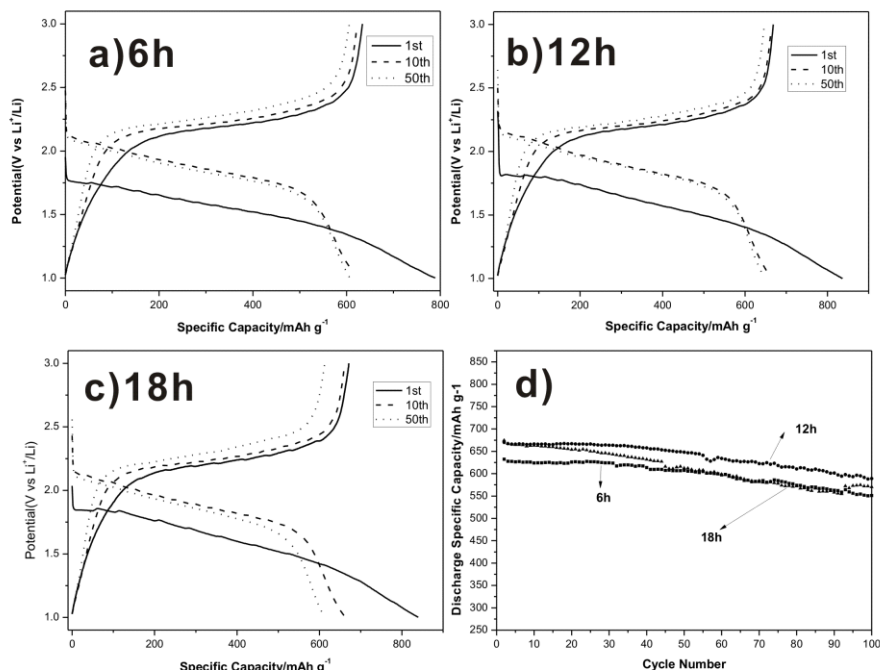 a)6h
1st
10th
50th
3.0
2.5
2.0
1.5
1.0
Potential(V vs Li⁺/Li)
0
200
400
600
800
Specific Capacity/mAh g⁻¹
b)12h
1st
10th
50th
3.0
2.5
2.0
1.5
1.0
Potential(V vs Li⁺/Li)
0
200
400
600
800
Specific Capacity/mAh g⁻¹
c)18h
1st
10th
50th
3.0
2.5
2.0
1.5
1.0
Potential(V vs Li⁺/Li)
0
200
400
600
800
Specific Capacity/mAh g⁻¹
d)
850
800
750
700
650
600
550
500
450
400
350
300
250
Discharge Specific Capacity/mAh g-1
12h
6h
18h
0
10
20
30
40
50
60
70
80
90
100
Cycle Number